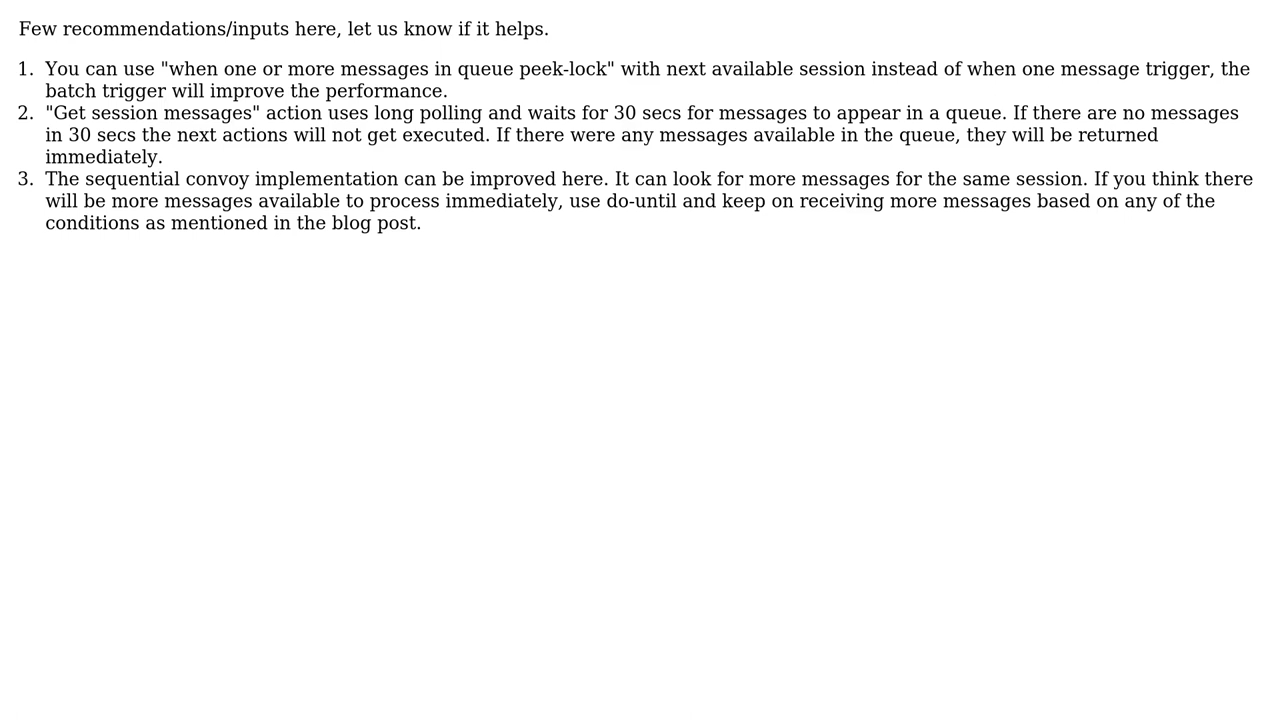 Few recommendations/inputs here, let us know if it helps.
1. You can use "when one or more messages in queue peek-lock" with next available session instead of when one message trigger, the
batch trigger will improve the performance.
2. "Get session messages" action uses long polling and waits for 30 secs for messages to appear in a queue. If there are no messages
in 30 secs the next actions will not get executed. If there were any messages available in the queue, they will be returned
immediately.
3. The sequential convoy implementation can be improved here. It can look for more messages for the same session. If you think there
will be more messages available to process immediately, use do-until and keep on receiving more messages based on any of the
conditions as mentioned in the blog post.